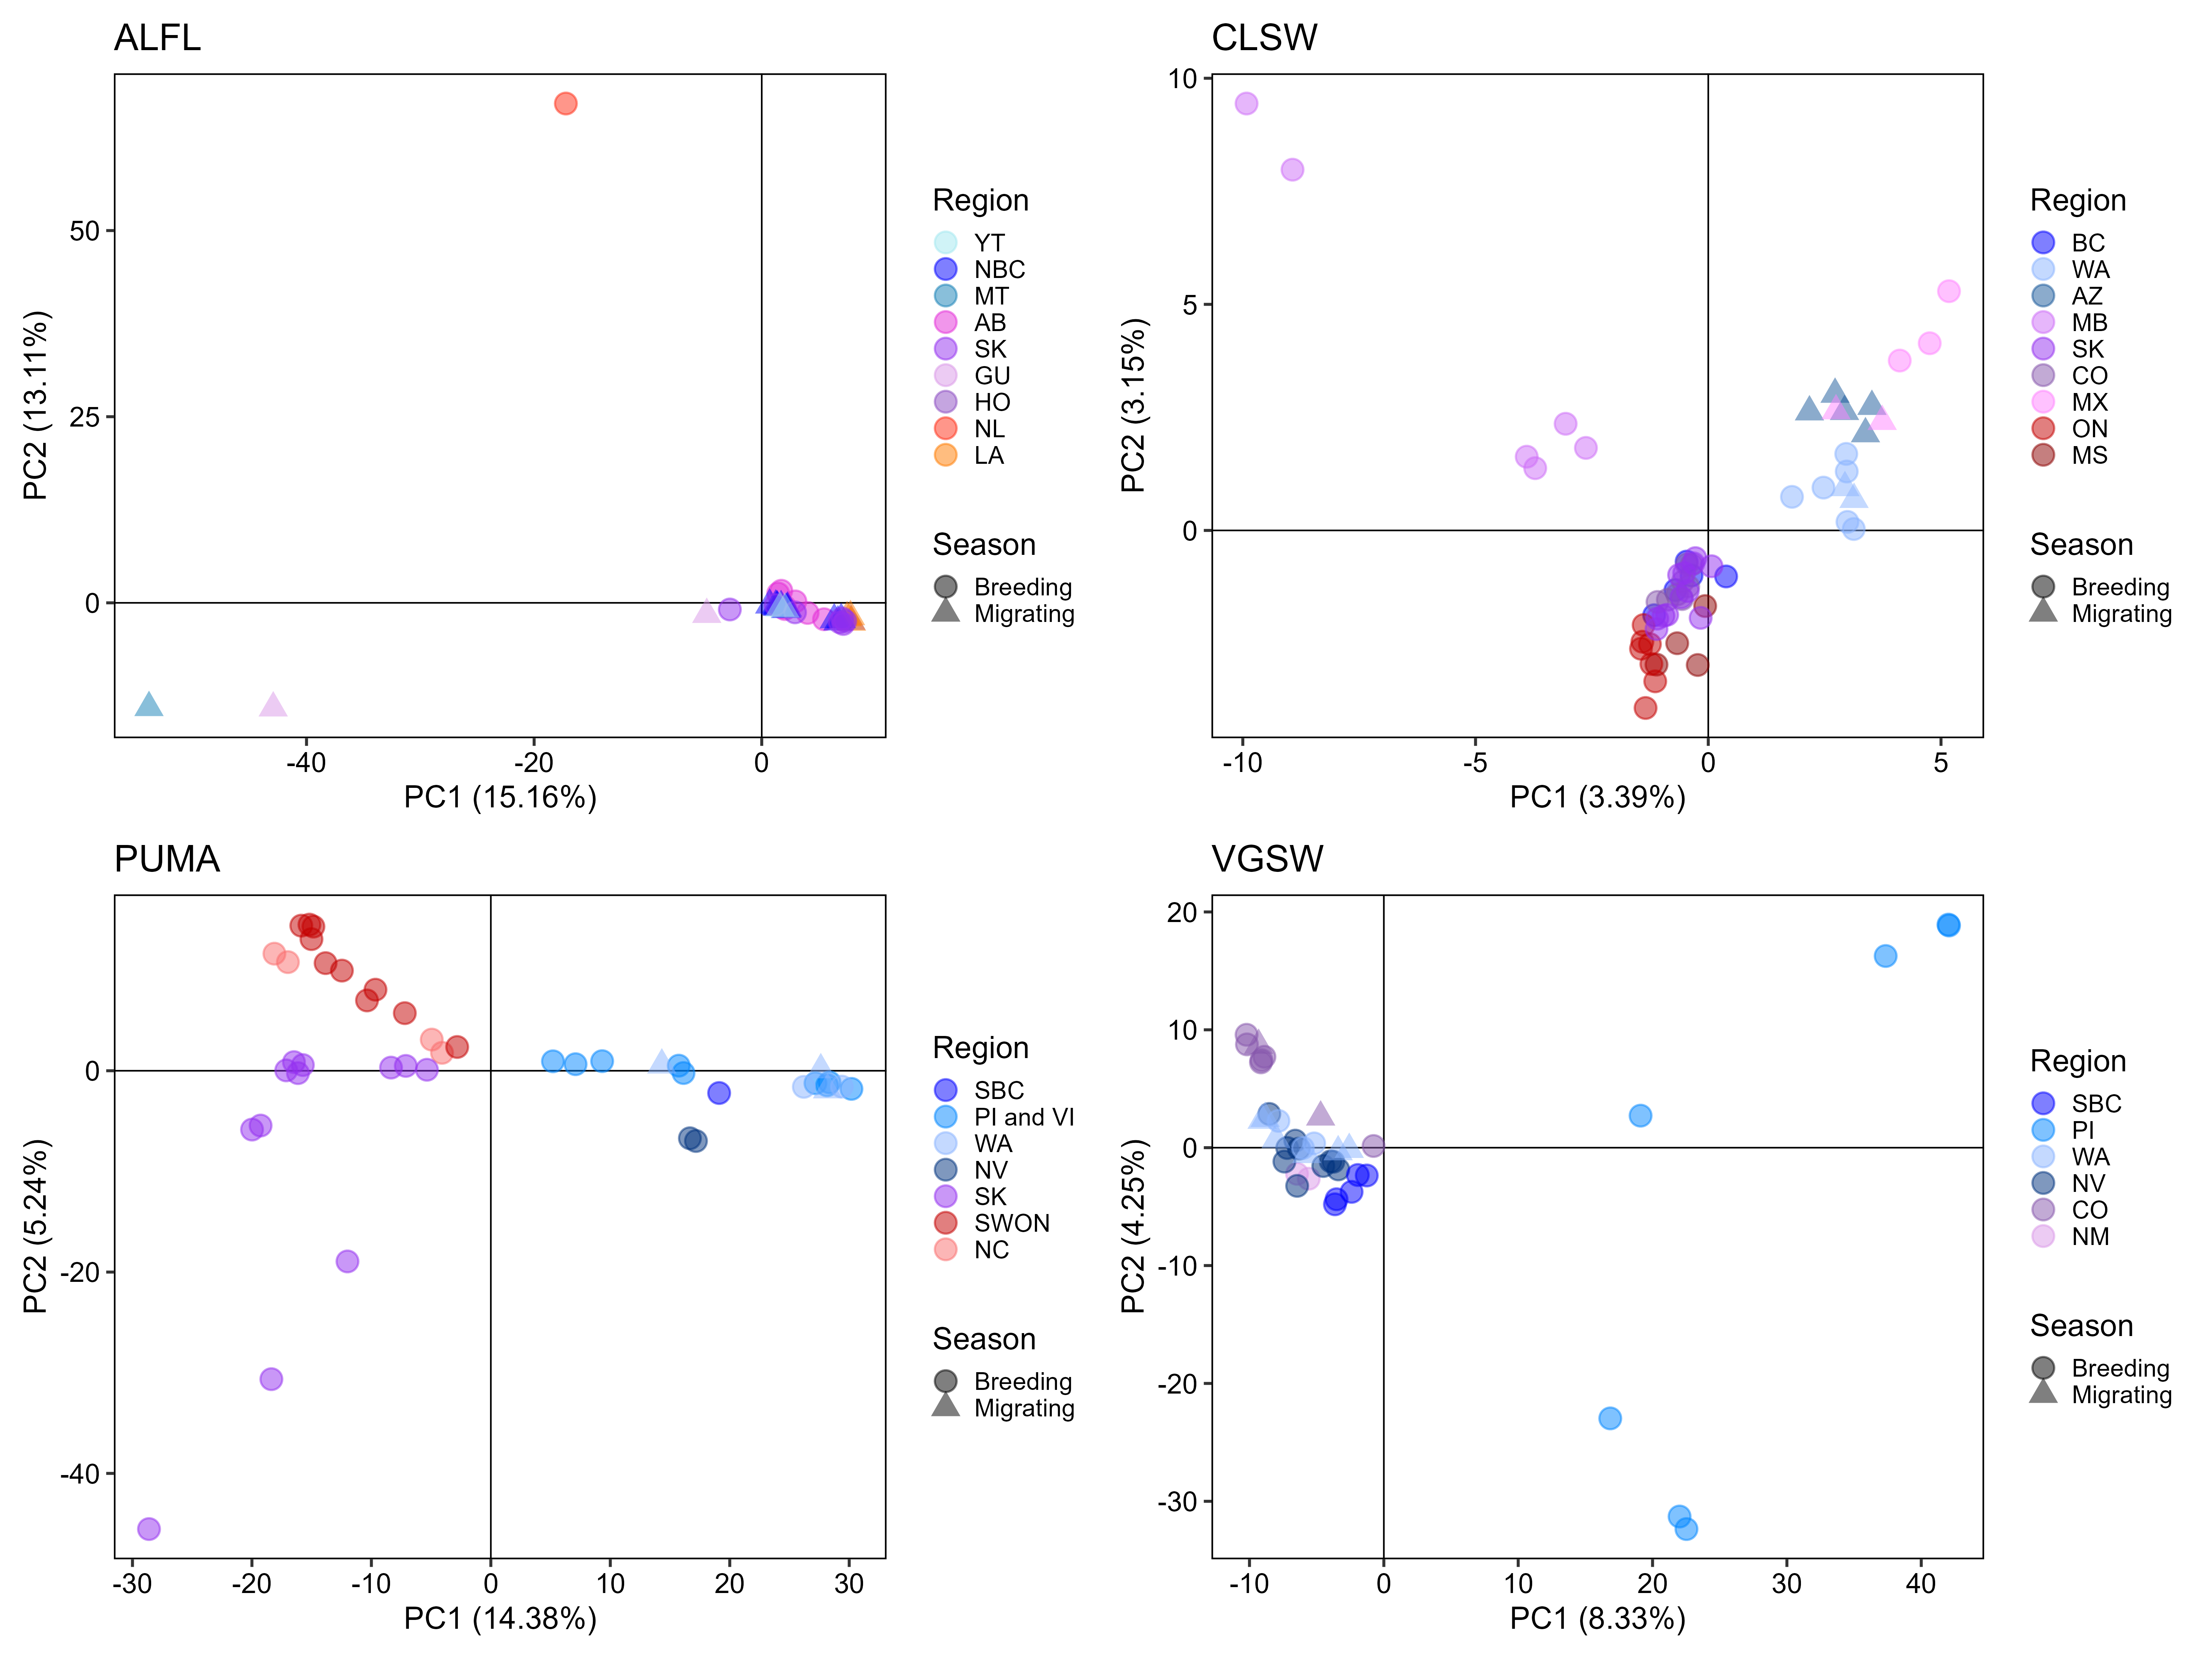 ALFL
PC2 (13.11%)
50
25
0
-40
-20
0
PC1 (15.16%)
Region
YT
NBC
MT
AB
SK
GU
HO
NL
LA
Season
Breeding
Migrating
CLSW
PC2 (3.15%)
10
5
0
-10
-5
0
5
PC1 (3.39%)
Region
BC
WA
AZ
MB
SK
CO
MX
ON
MS
Season
Breeding
Migrating
PUMA
PC2 (5.24%)
0
-20
-40
-30
-20
-10
0
10
20
30
PC1 (14.38%)
Region
SBC
PI and VI
WA
NV
SK
SWON
NC
Season
Breeding
Migrating
VGSW
PC2 (4.25%)
20
10
0
-10
-20
-30
-10
0
10
20
30
40
PC1 (8.33%)
Region
SBC
PI
WA
NV
CO
NM
Season
Breeding
Migrating